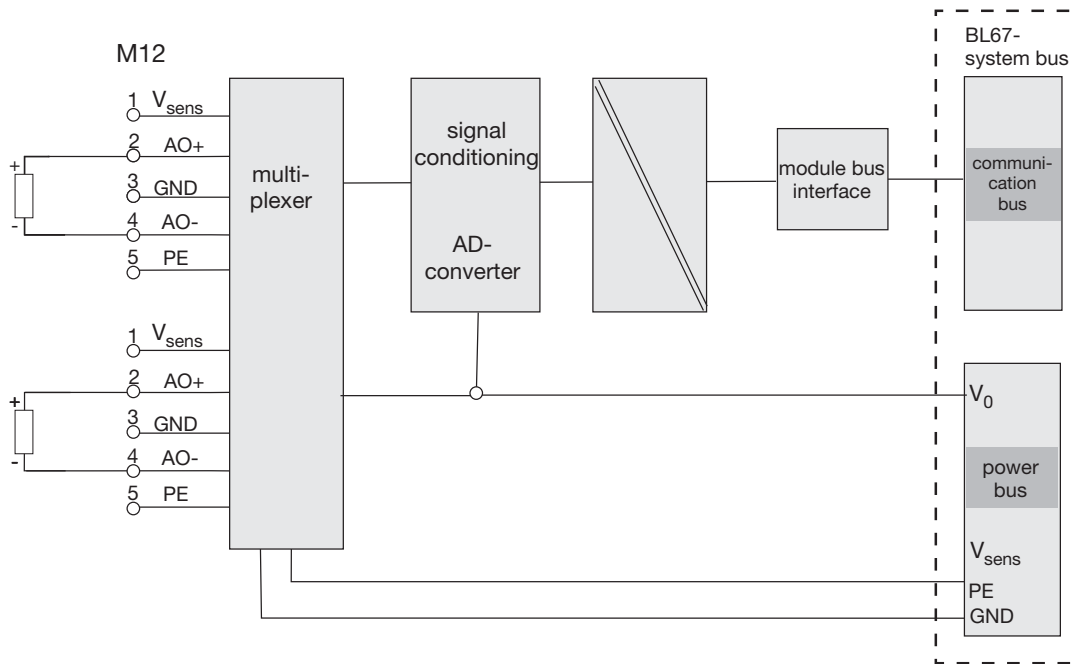 BL67-
system bus
M12
1 Vsens
2 AO+
3 GND
4 AO-
5 PE
+
-
1 Vsens
2 AO+
3 GND
4 AO-
5 PE
+
-
multi-
plexer
signal
conditioning
AD-
converter
module bus
interface
communi-
cation
bus
V0
power
bus
Vsens
PE
GND